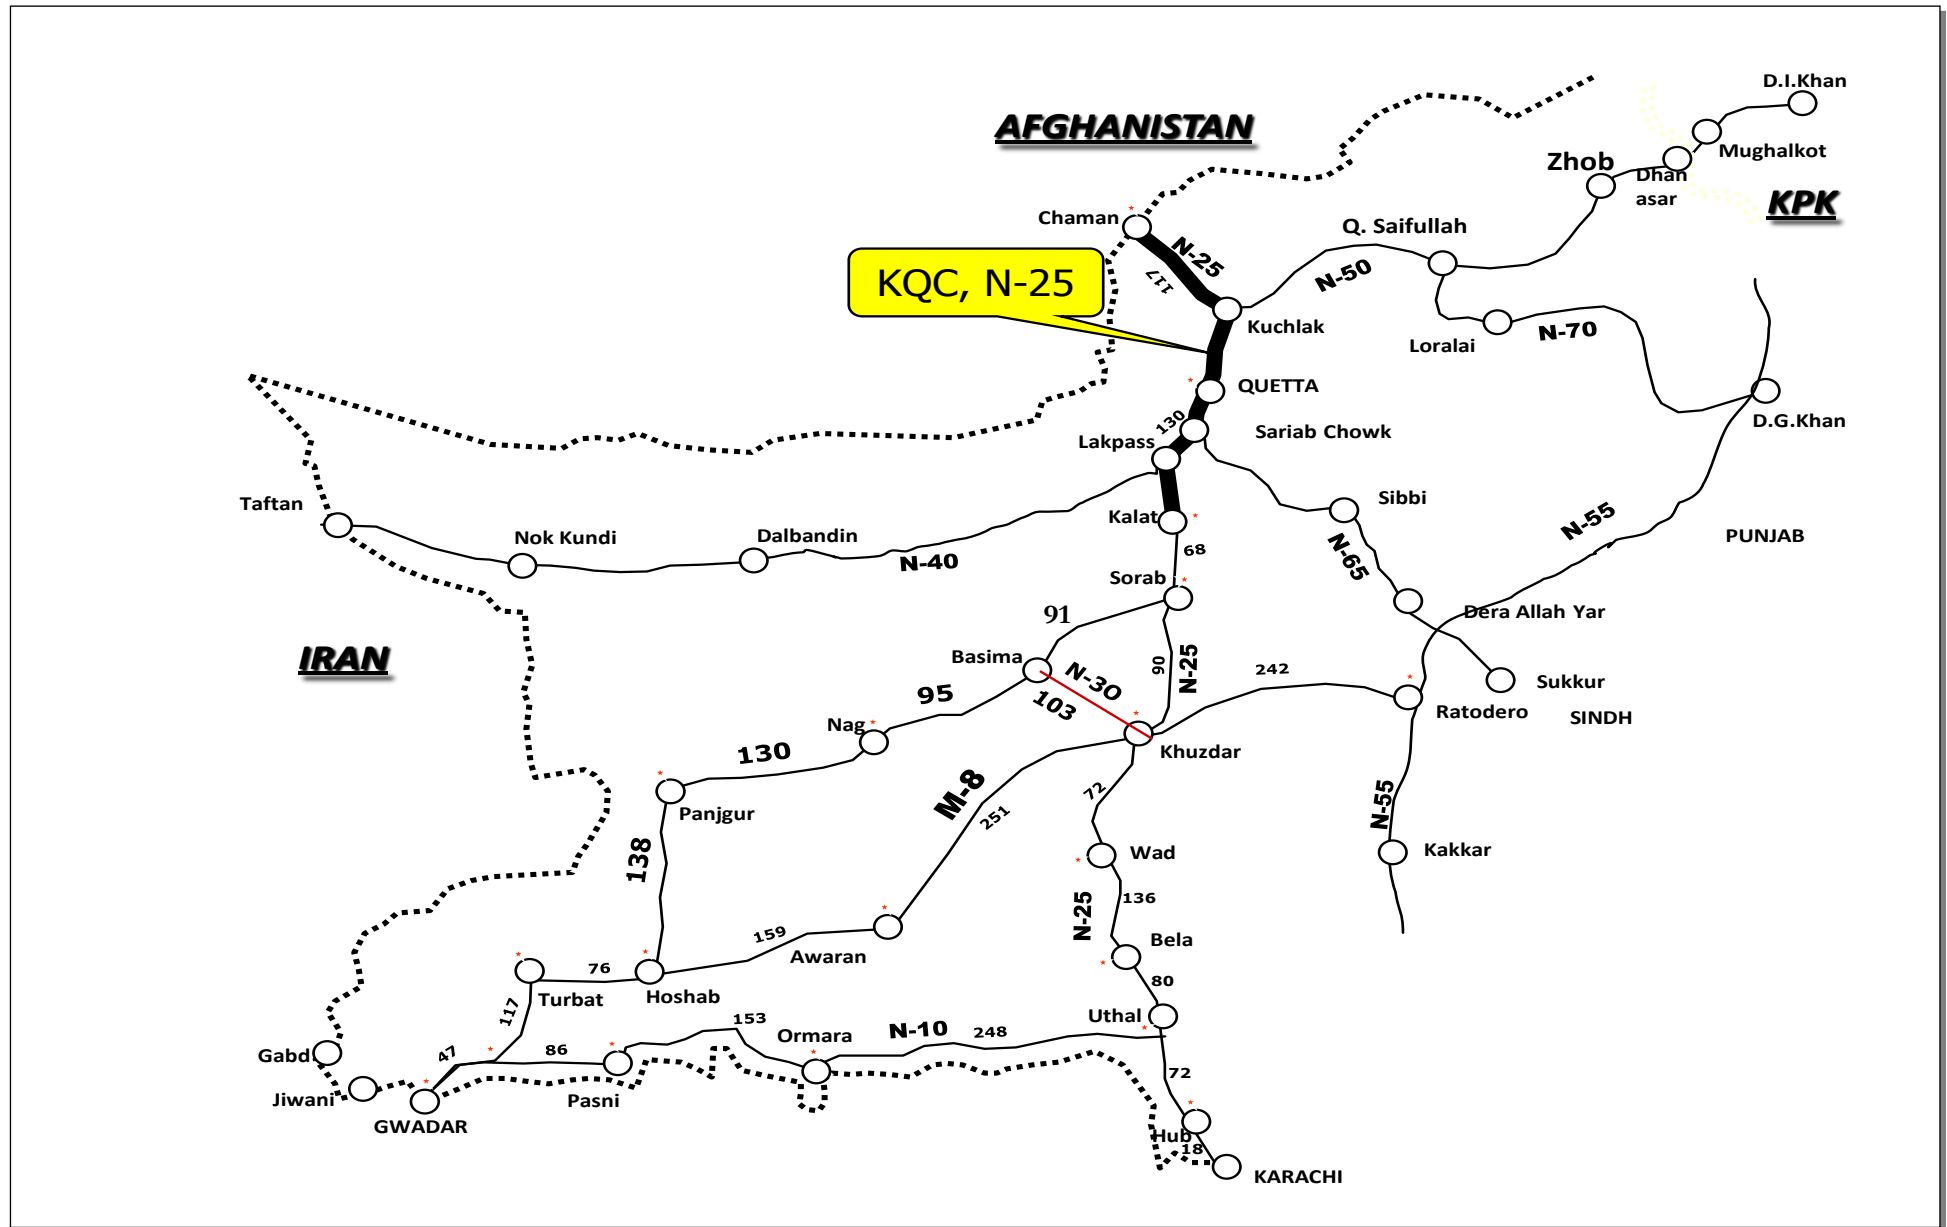 D.I.Khan
AFGHANISTAN
Mughalkot
Zhob
Dhan
asar
KPK
Chaman
Q. Saifullah
N-25
117
N-50
KQC, N-25
Kuchlak
N-70
Loralai
QUETTA
D.G.Khan
130
Sariab Chowk
Lakpass
Taftan
Sibbi
Kalat
N-55
Nok Kundi
Dalbandin
PUNJAB
N-40
68
N-65
Sorab
91
Dera Allah Yar
IRAN
Basima
N-30
90
N-25
242
Sukkur
95
103
Ratodero
SINDH
Nag
Khuzdar
130
M-8
72
N-55
Panjgur
251
138
Wad
Kakkar
136
N-25
159
Bela
Awaran
76
80
Turbat
Hoshab
117
Uthal
153
Ormara
N-10
248
Gabd
47
86
72
Jiwani
Pasni
GWADAR
Hub
18
KARACHI